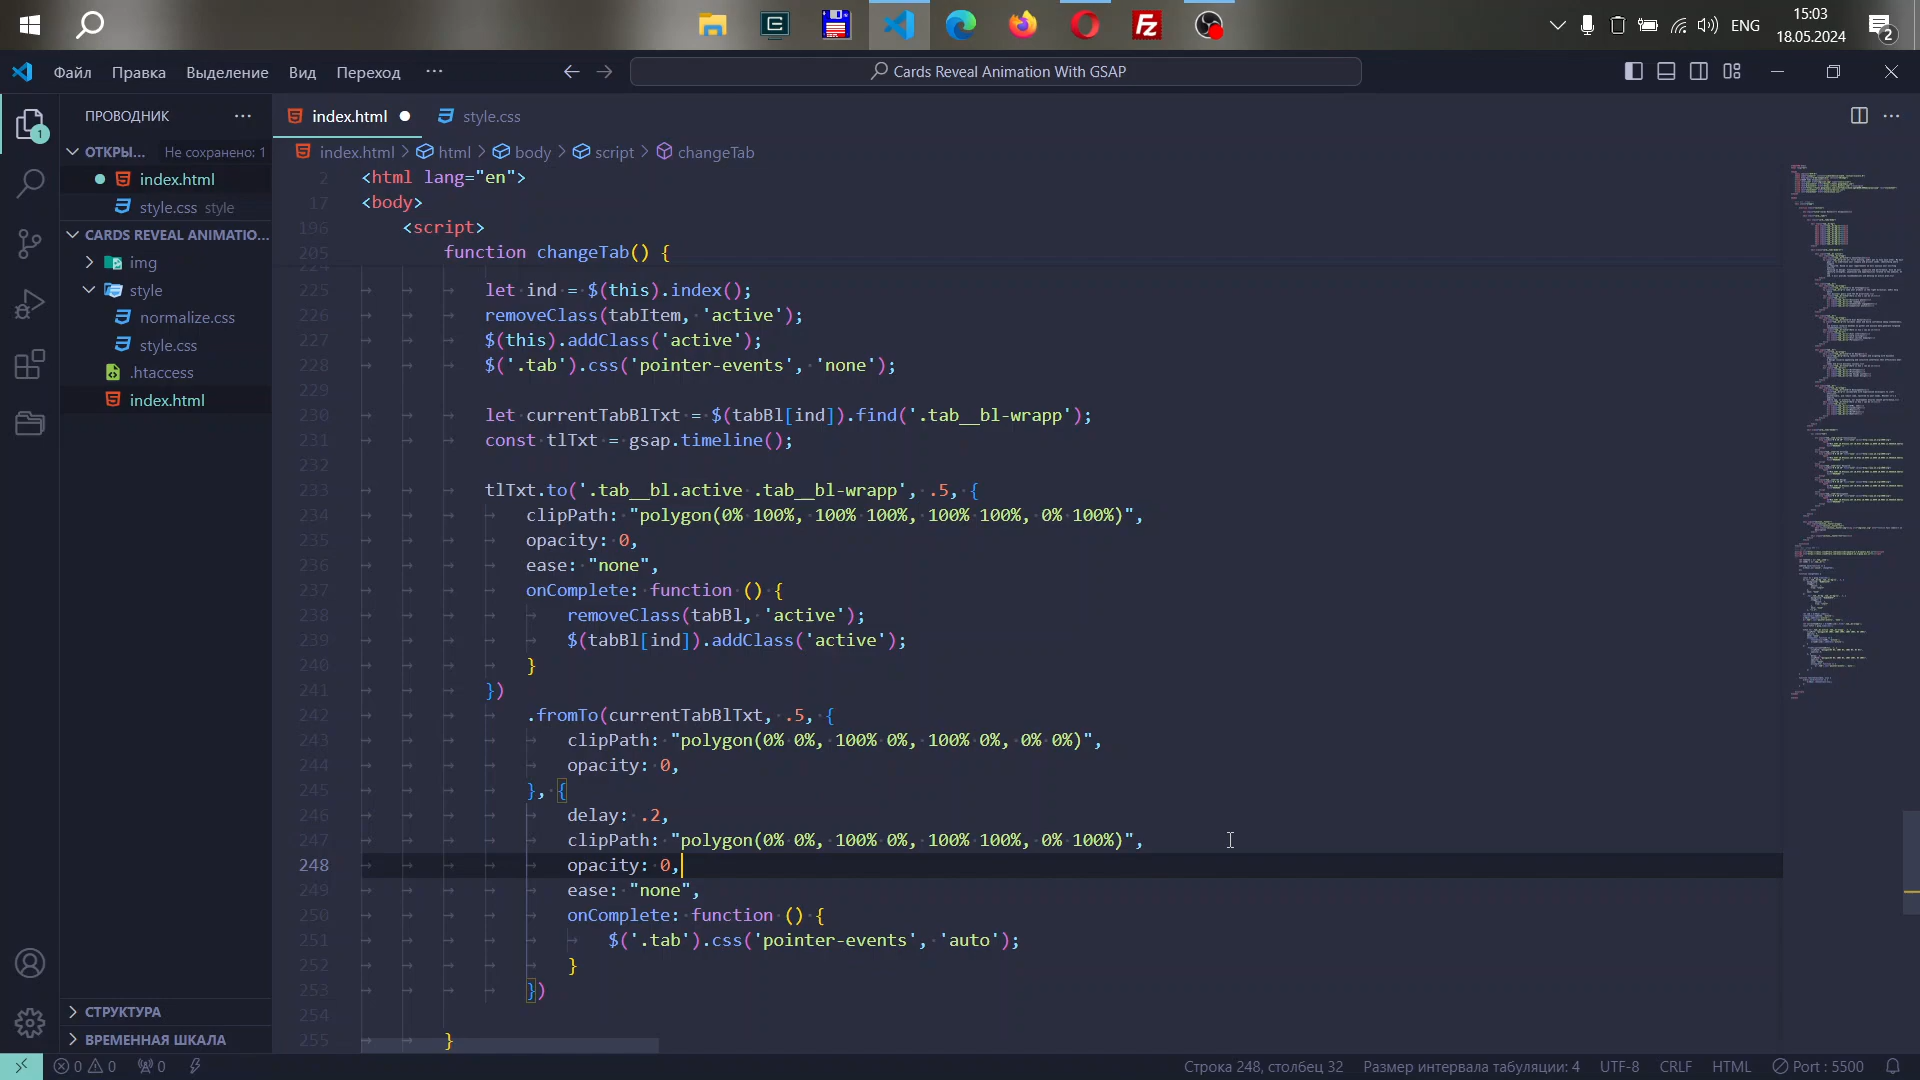 15:03
ENG
18.05.2024
2
Файл Правка Выделение Вид Переход ···
Cards Reveal Animation With GSAP
ПРОВОДНИК
index.html
style.css
1
ОТКРЫ... Не сохранено: 1
index.html > html > body > script > changeTab
index.html
style.css style
CARDS REVEAL ANIMATIO...
img
style
normalize.css
style.css
.htaccess
index.html
СТРУКТУРА
ВРЕМЕННАЯ ШКАЛА
2 <html lang="en">
17 <body>
196 <script>
205 function changeTab() {
225 let ind = $(this).index();
226 removeClass(tabItem, 'active');
227 $(this).addClass('active');
228 $('.tab').css('pointer-events', 'none');
229
230 let currentTabBlTxt = $(tabBl[ind]).find('.tab__bl-wrapp');
231 const tlTxt = gsap.timeline();
232
233 tlTxt.to('.tab__bl.active .tab__bl-wrapp', .5, {
234 clipPath: "polygon(0% 100%, 100% 100%, 100% 100%, 0% 100%)",
235 opacity: 0,
236 ease: "none",
237 onComplete: function () {
238 removeClass(tabBl, 'active');
239 $(tabBl[ind]).addClass('active');
240 }
241 })
242 .fromTo(currentTabBlTxt, .5, {
243 clipPath: "polygon(0% 0%, 100% 0%, 100% 0%, 0% 0%)",
244 opacity: 0,
245 }, {
246 delay: .2,
247 clipPath: "polygon(0% 0%, 100% 0%, 100% 100%, 0% 100%)",
248 opacity: 0,
249 ease: "none",
250 onComplete: function () {
251 $('.tab').css('pointer-events', 'auto');
252 }
253 })
254
255 }
0 0 0 Строка 248, столбец 32 Размер интервала табуляции: 4 UTF-8 CRLF HTML Port : 5500